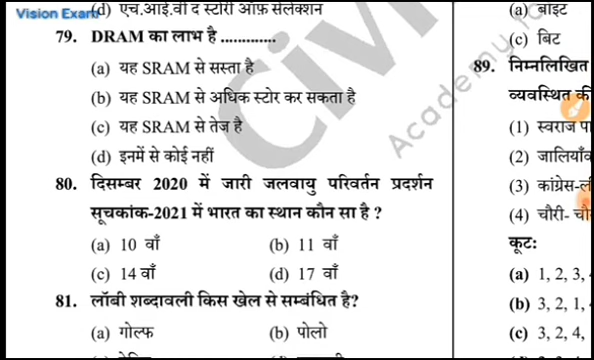 Vision Exam
(d) एच.आई.वी द स्टोरी ऑफ़ सेलेक्शन
79. DRAM का लाभ है .............
(a) यह SRAM से सस्ता है
(b) यह SRAM से अधिक स्टोर कर सकता है
(c) यह SRAM से तेज है
(d) इनमें से कोई नहीं
80. दिसम्बर 2020 में जारी जलवायु परिवर्तन प्रदर्शन
सूचकांक-2021 में भारत का स्थान कौन सा है ?
(a) 10 वाँ (b) 11 वाँ
(c) 14 वाँ (d) 17 वाँ
81. लॉबी शब्दावली किस खेल से सम्बंधित है?
(a) गोल्फ (b) पोलो
(a) बाइट
(c) बिट
89. निम्नलिखित
व्यवस्थित की
(1) स्वराज पा
(2) जालियाँव
(3) कांग्रेस-ल
(4) चौरी- चौ
कूट:
(a) 1, 2, 3,
(b) 3, 2, 1,
(c) 3, 2, 4,
Academy